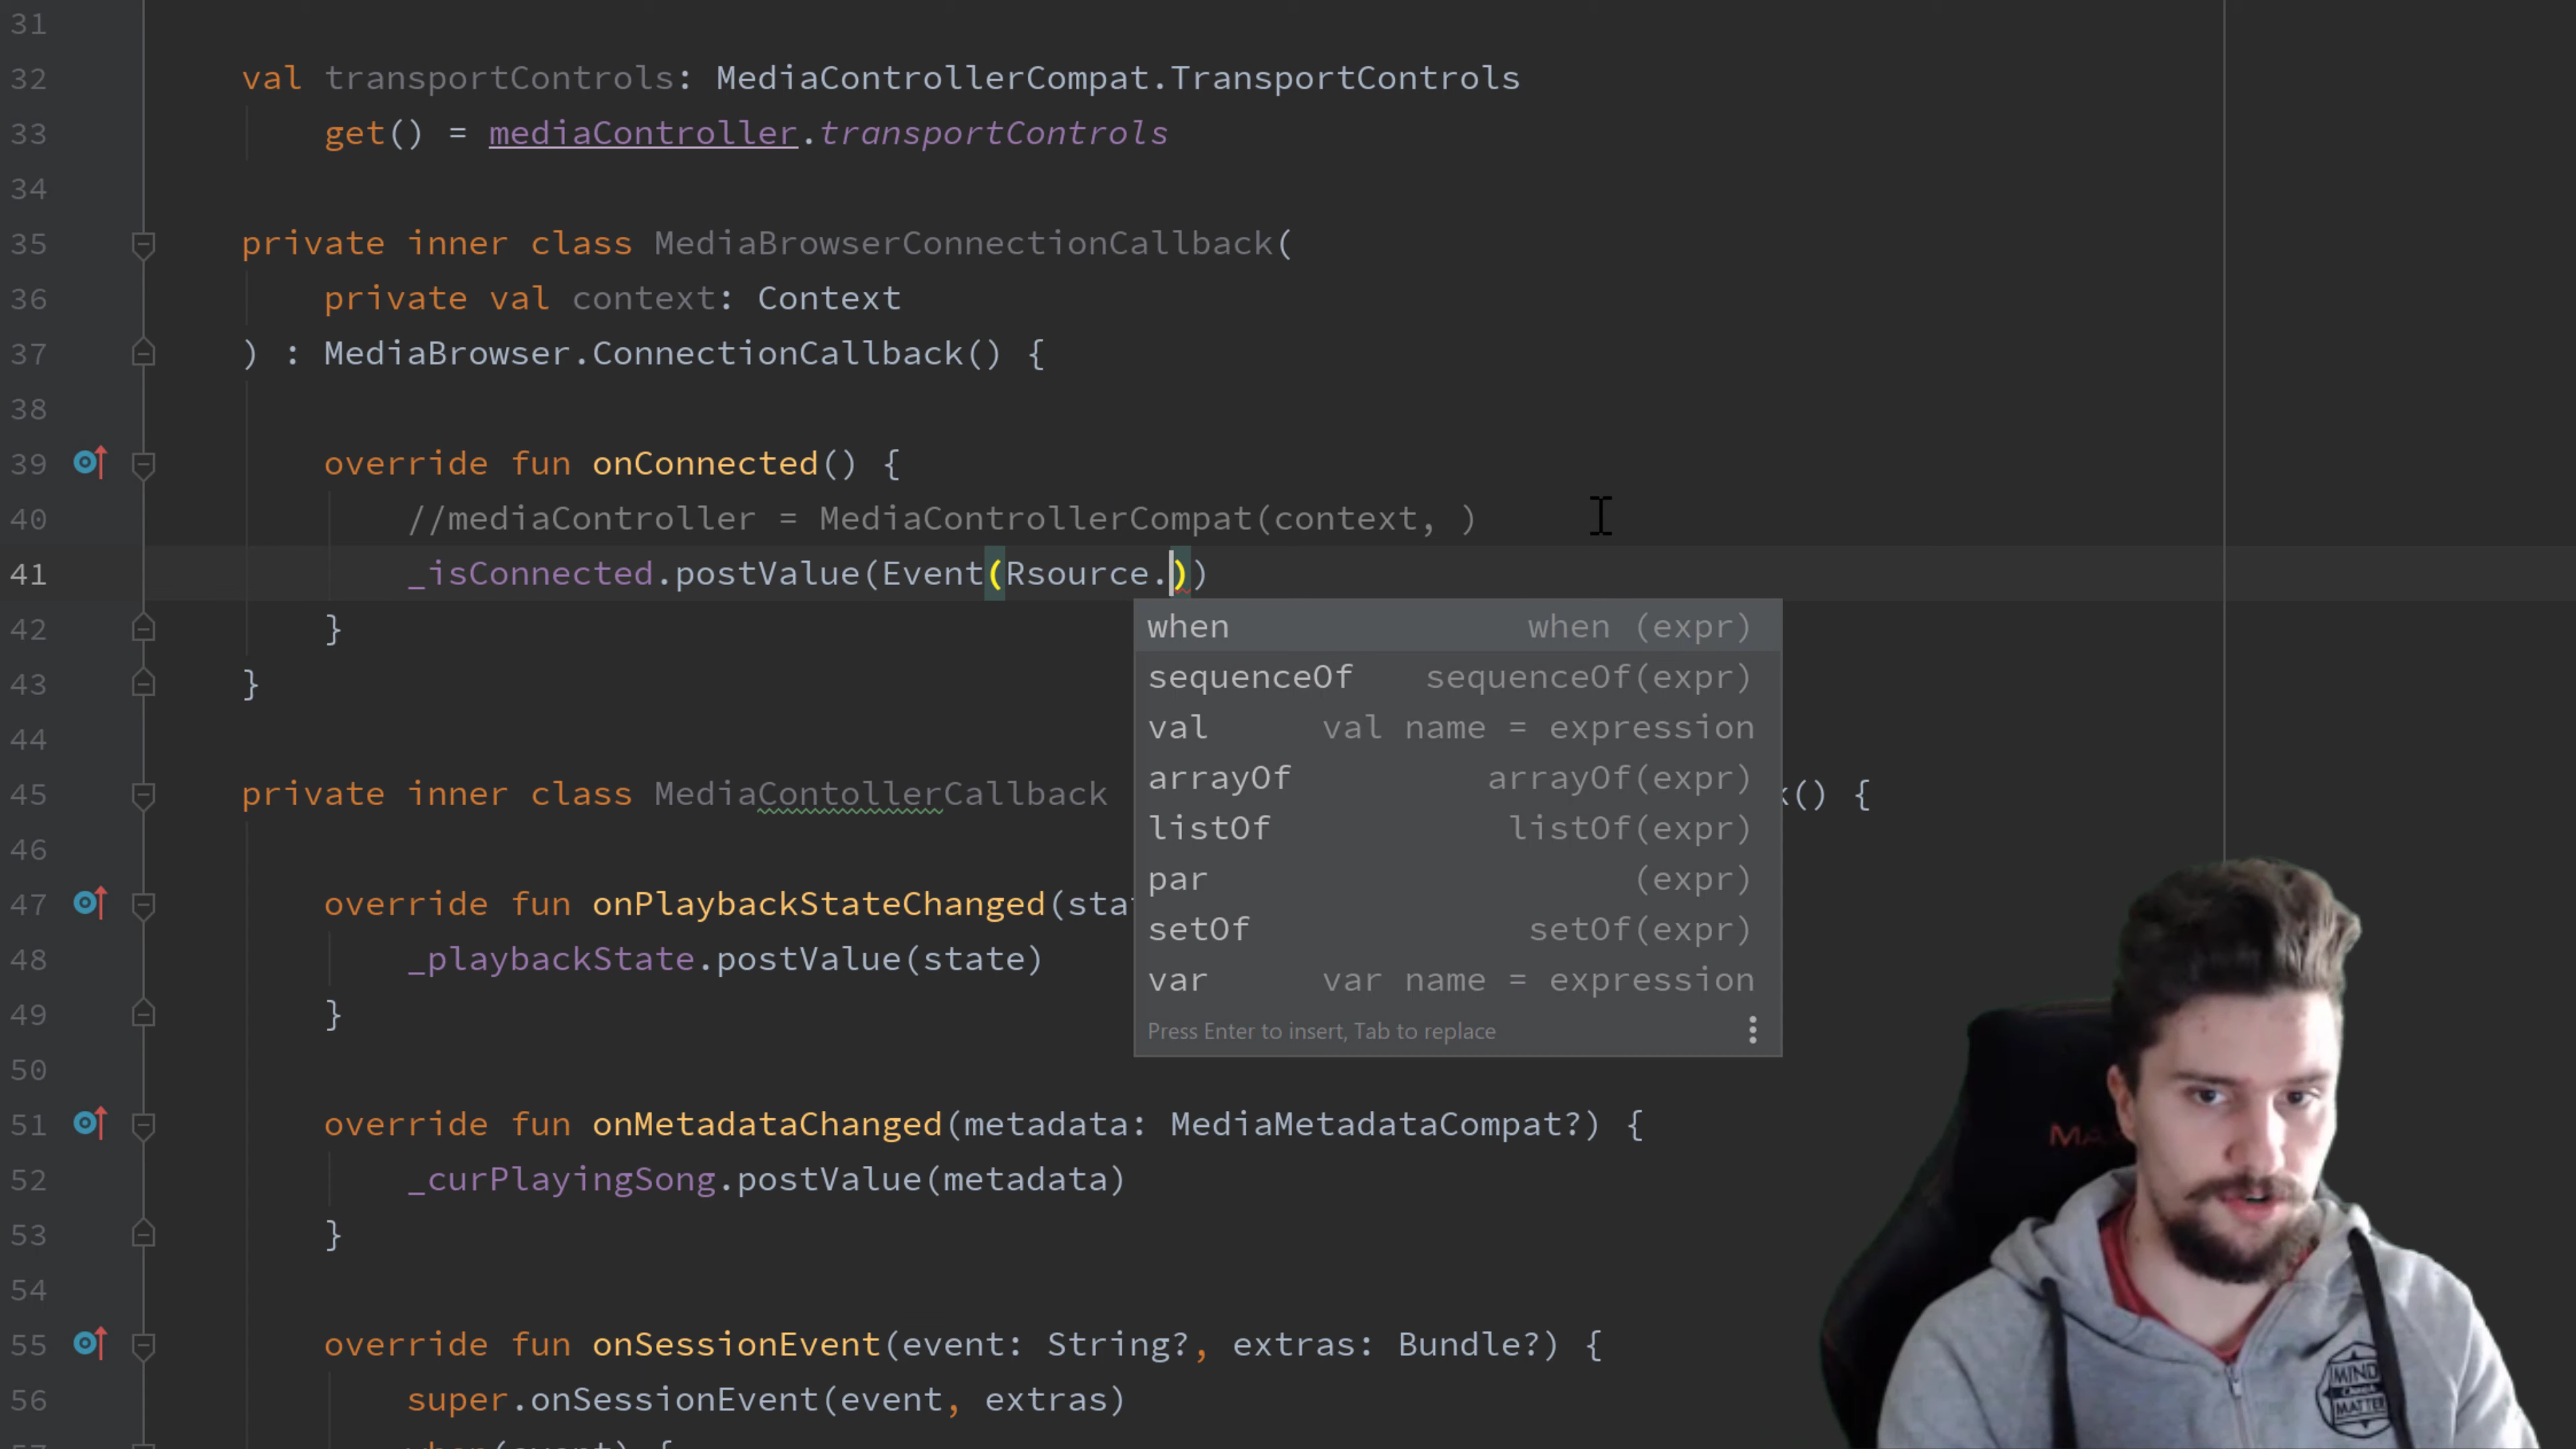 31
32 val transportControls: MediaControllerCompat.TransportControls
33 get() = mediaController.transportControls
34
35 private inner class MediaBrowserConnectionCallback(
36 private val context: Context
37 ) : MediaBrowser.ConnectionCallback() {
38
39 override fun onConnected() {
40 //mediaController = MediaControllerCompat(context, )
41 _isConnected.postValue(Event(Rsource.))
42 }
43 }
44
45 private inner class MediaContollerCallback () {
46
47 override fun onPlaybackStateChanged(sta
48 _playbackState.postValue(state)
49 }
50
51 override fun onMetadataChanged(metadata: MediaMetadataCompat?) {
52 _curPlayingSong.postValue(metadata)
53 }
54
55 override fun onSessionEvent(event: String?, extras: Bundle?) {
56 super.onSessionEvent(event, extras)
when when (expr)
sequenceOf sequenceOf(expr)
val val name = expression
arrayOf arrayOf(expr)
listOf listOf(expr)
par (expr)
setOf setOf(expr)
var var name = expression
Press Enter to insert, Tab to replace
MIND
MATTER